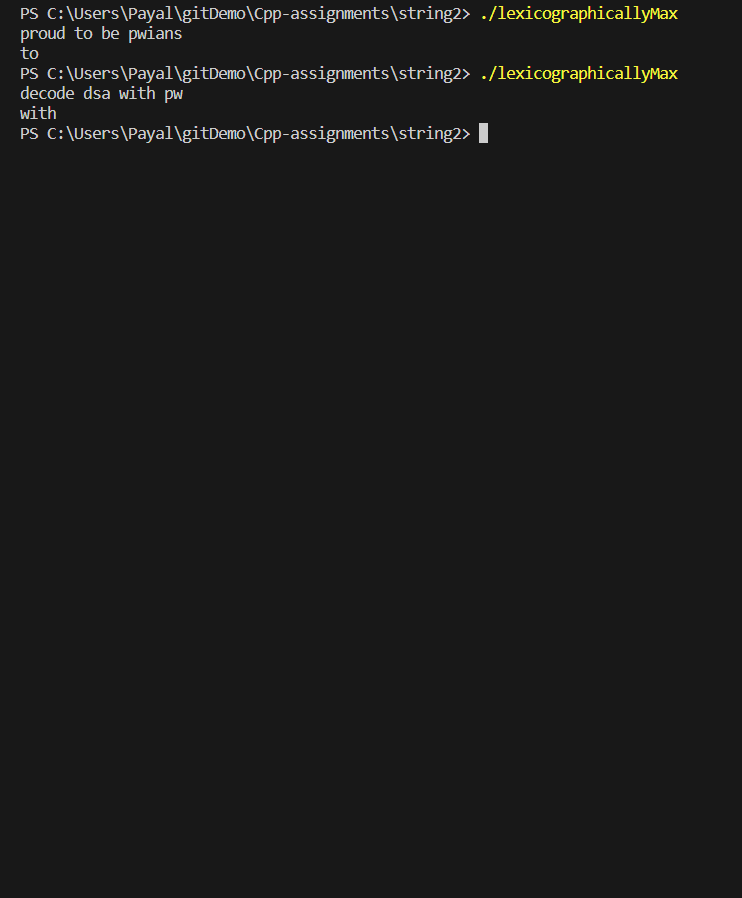 PS C:\Users\Payal\gitDemo\Cpp-assignments\string2> ./lexicographicallyMax
proud to be pwians
to
PS C:\Users\Payal\gitDemo\Cpp-assignments\string2> ./lexicographicallyMax
decode dsa with pw
with
PS C:\Users\Payal\gitDemo\Cpp-assignments\string2>